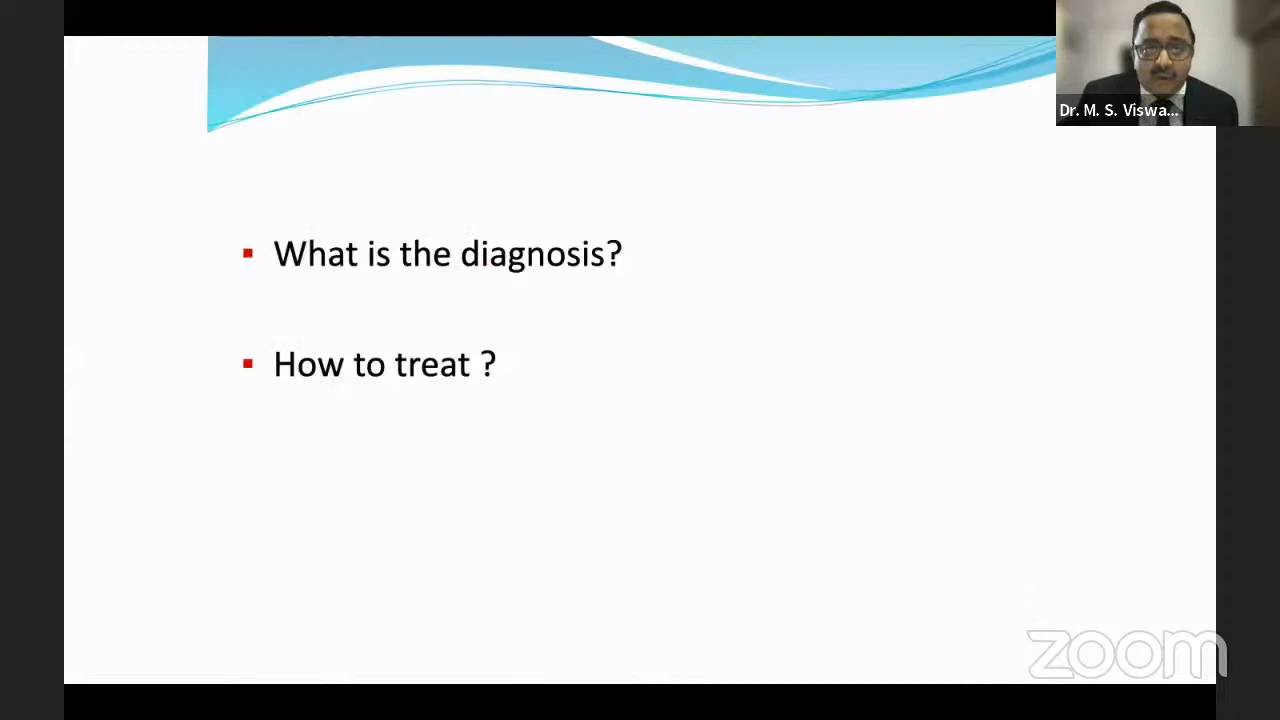 Dr. M. S. Viswa...
What is the diagnosis?
How to treat ?
zoom